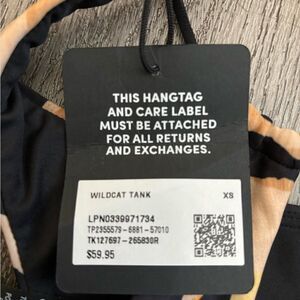 THIS HANGTAG
AND CARE LABEL
MUST BE ATTACHED
FOR ALL RETURNS
AND EXCHANGES.
WILDCAT TANK XS
LPN0339971734
TP2355579-6881-57010
TK127697-265830R
$59.95